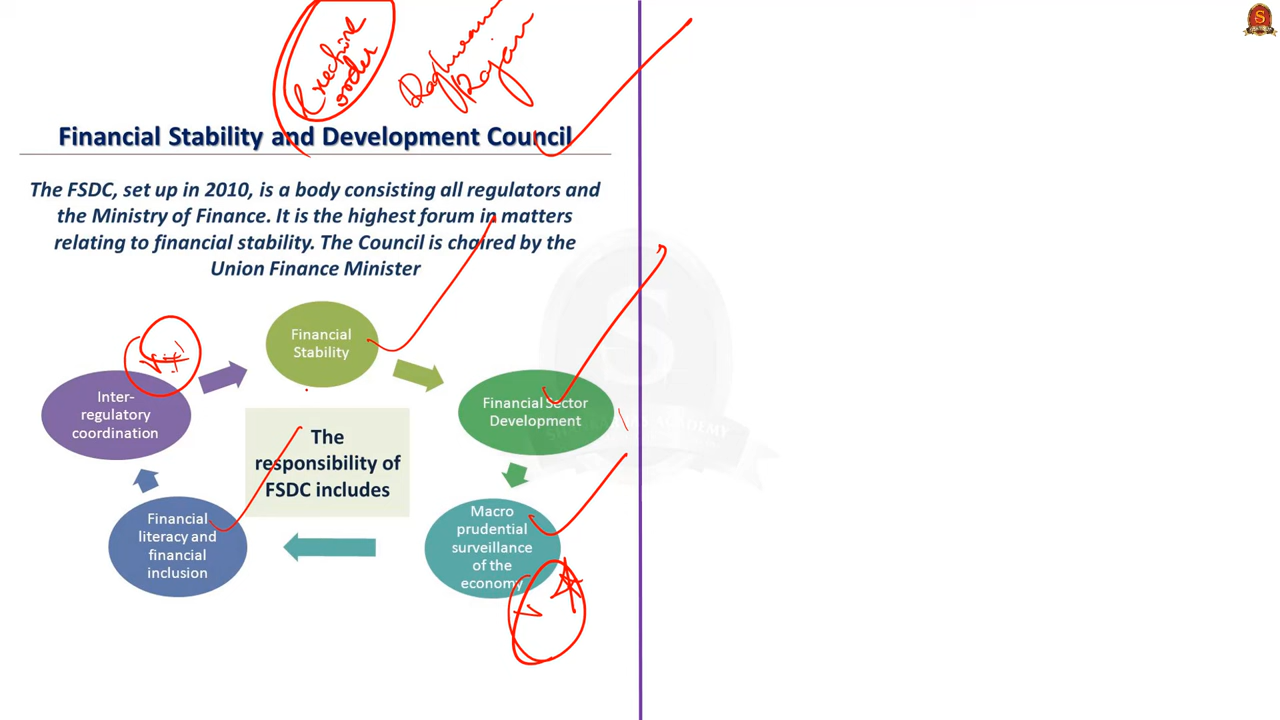 Executive
order
Raghuram
Rajan
Financial Stability and Development Council
The FSDC, set up in 2010, is a body consisting all regulators and
the Ministry of Finance. It is the highest forum in matters
relating to financial stability. The Council is chaired by the
Union Finance Minister
Financial
Stability
Inter-
regulatory
coordination
Financial Sector
Development
The
responsibility of
FSDC includes
Macro
prudential
surveillance
of the
economy
Financial
literacy and
financial
inclusion
S